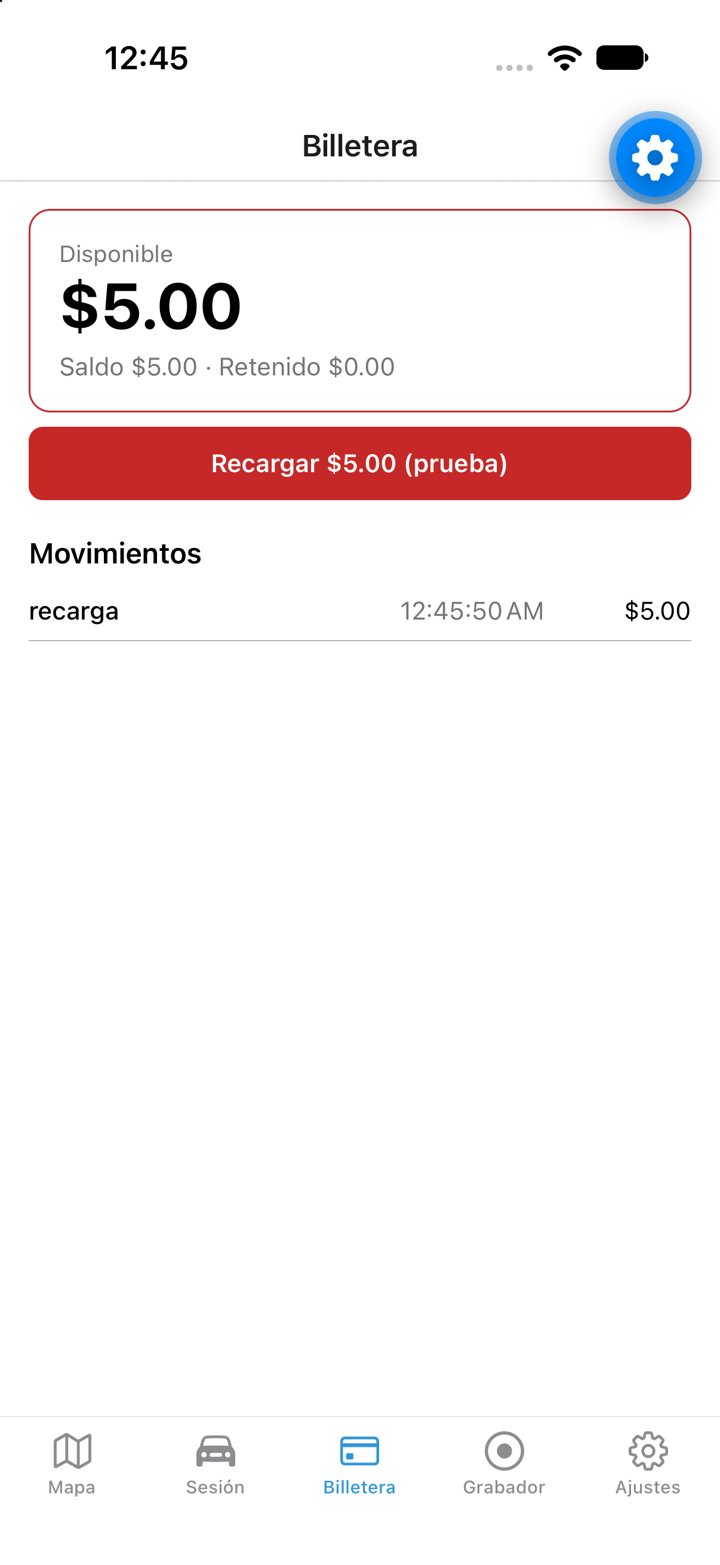 12:45
Billetera
Disponible
$5.00
Saldo $5.00 · Retenido $0.00
Recargar $5.00 (prueba)
Movimientos
recarga 12:45:50 AM $5.00
Mapa Sesión Billetera Grabador Ajustes